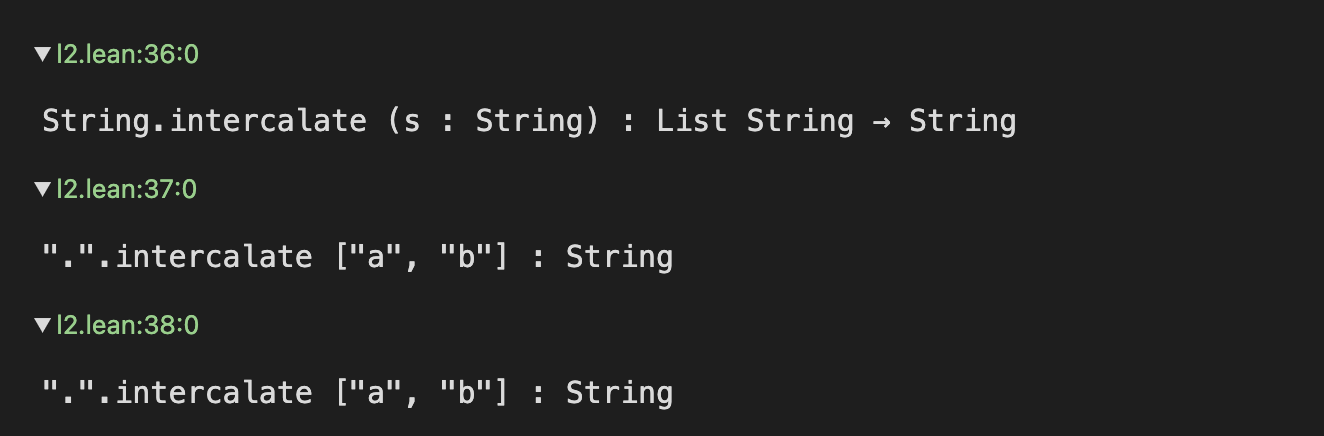 ▼l2.lean:36:0
String.intercalate (s : String) : List String → String
▼l2.lean:37:0
".".intercalate ["a", "b"] : String
▼l2.lean:38:0
".".intercalate ["a", "b"] : String